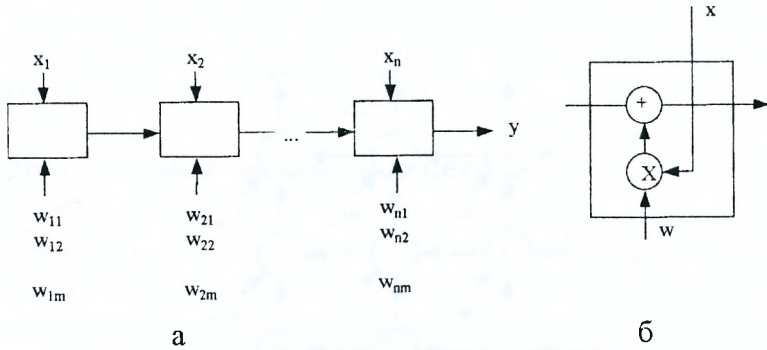 x₁ x₂ xₙ x
+
... y
X
w₁₁ w₂₁ wₙ₁ w
w₁₂ w₂₂ wₙ₂
w₁ₘ w₂ₘ wₙₘ
а б